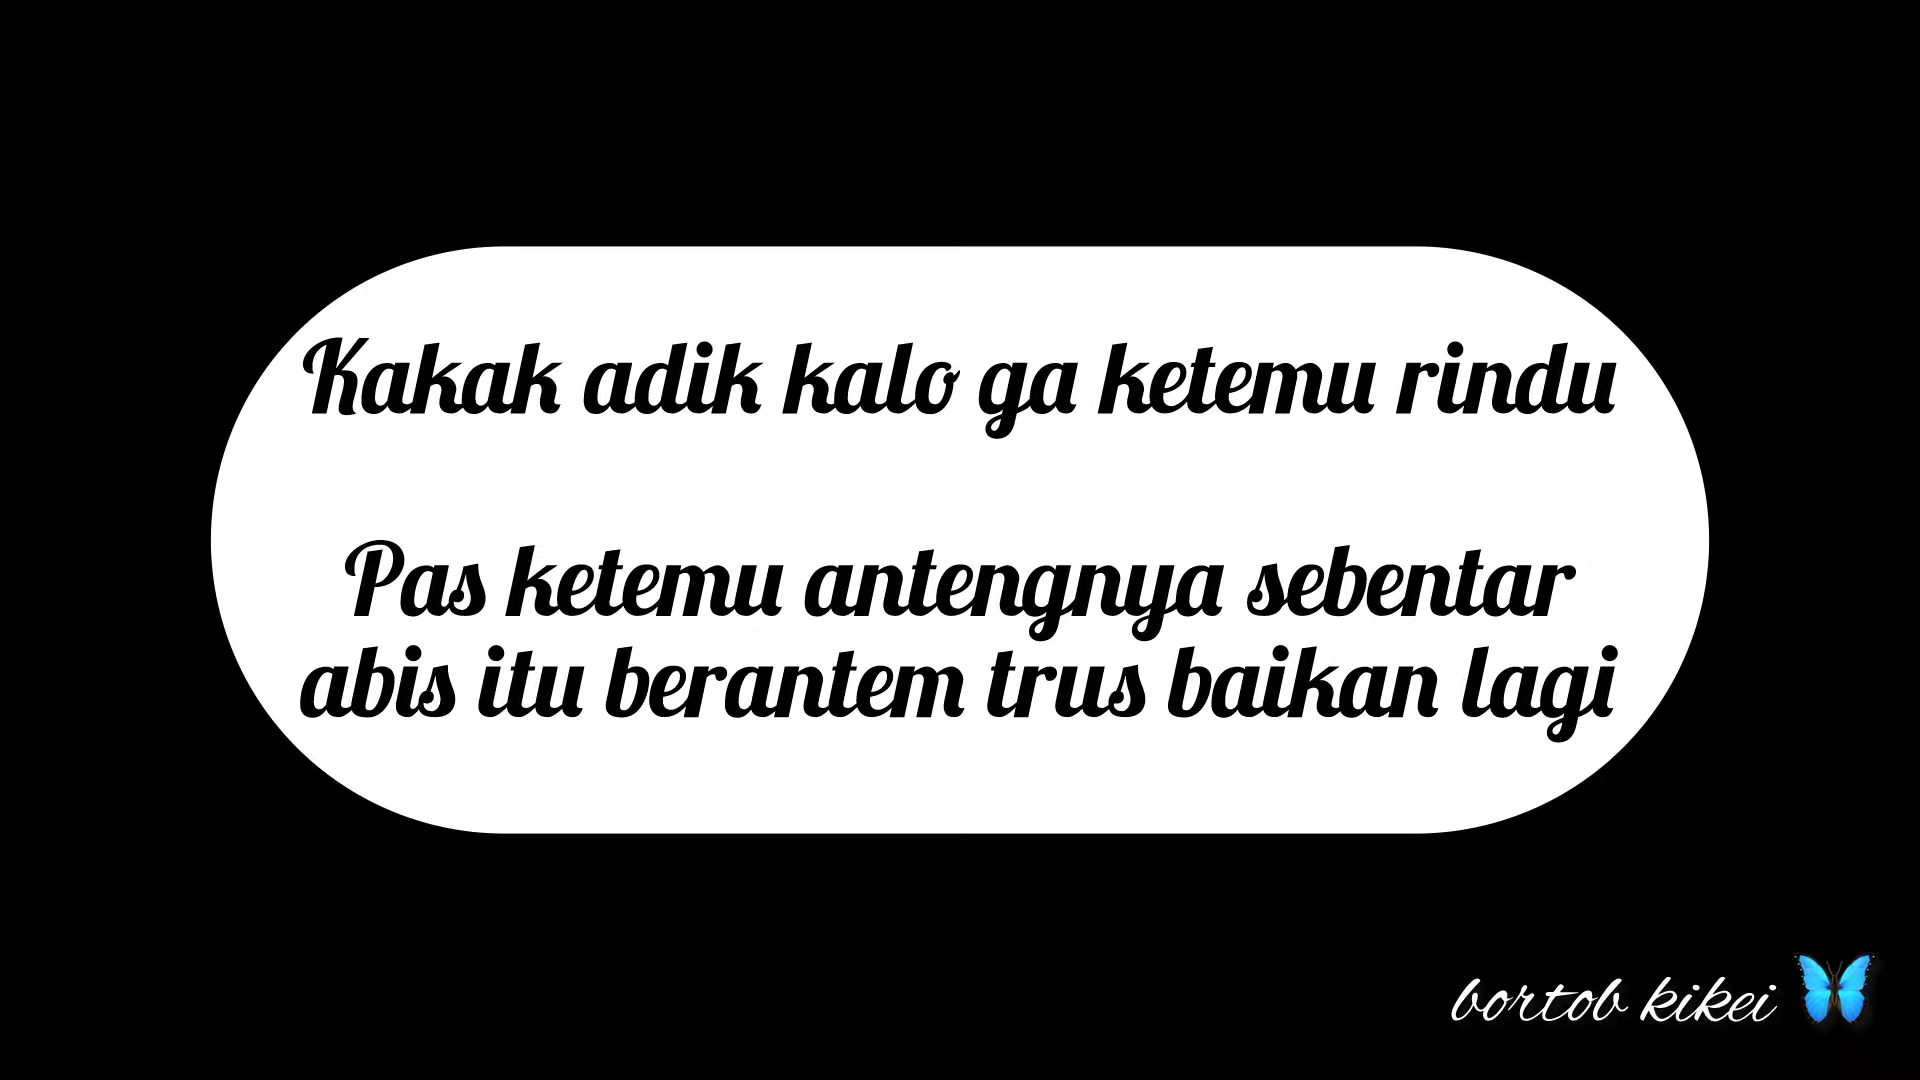 Kakak adik kalo ga ketemu rindu
Pas ketemu antengnya sebentar
abis itu berantem trus baikan lagi
bortob kikei 🦋